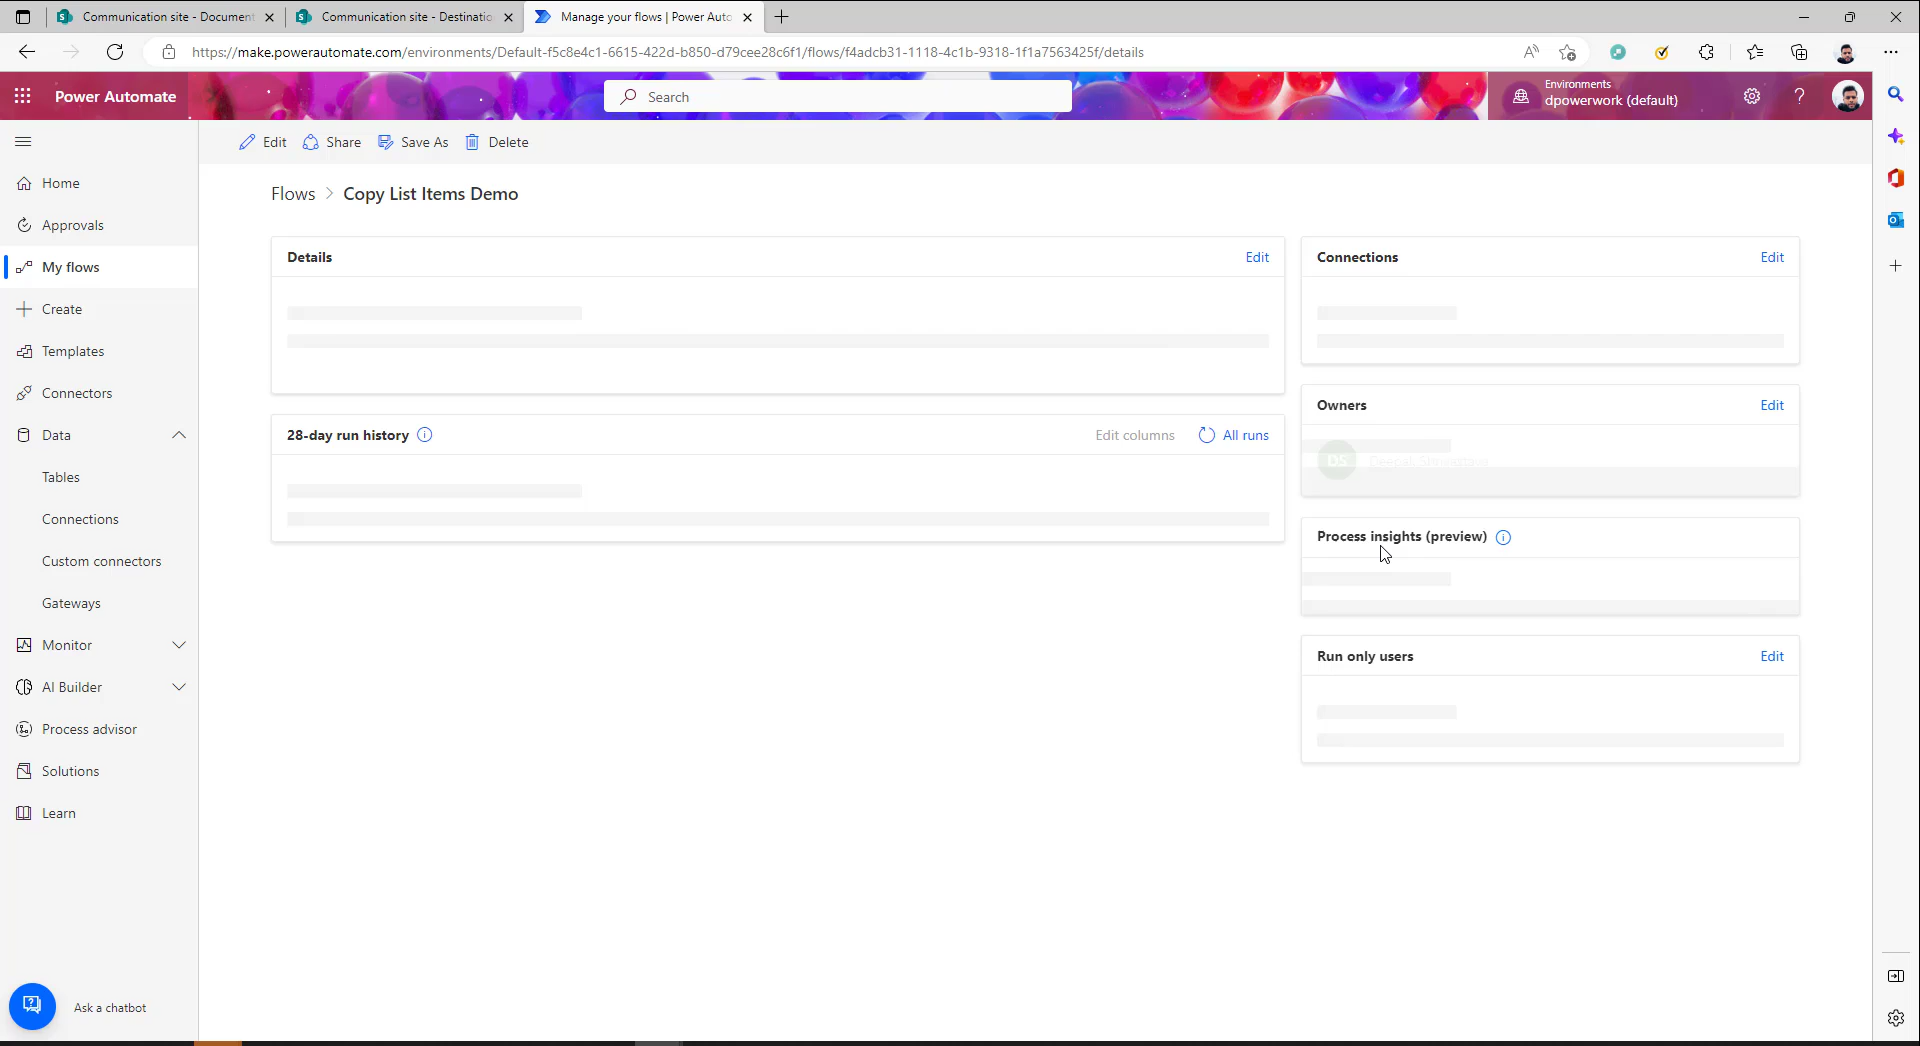 Communication site - Document
Communication site - Destinatio
Manage your flows | Power Auto
https://make.powerautomate.com/environments/Default-f5c8e4c1-6615-422d-b850-d79cee28c6f1/flows/f4adcb31-1118-4c1b-9318-1f1a7563425f/details
Power Automate
Search
Environments
dpowerwork (default)
Edit
Share
Save As
Delete
Home
Approvals
My flows
Create
Templates
Connectors
Data
Tables
Connections
Custom connectors
Gateways
Monitor
AI Builder
Process advisor
Solutions
Learn
Ask a chatbot
Flows > Copy List Items Demo
Details
Edit
28-day run history
Edit columns
All runs
Connections
Edit
Owners
Edit
DS
Process insights (preview)
Run only users
Edit